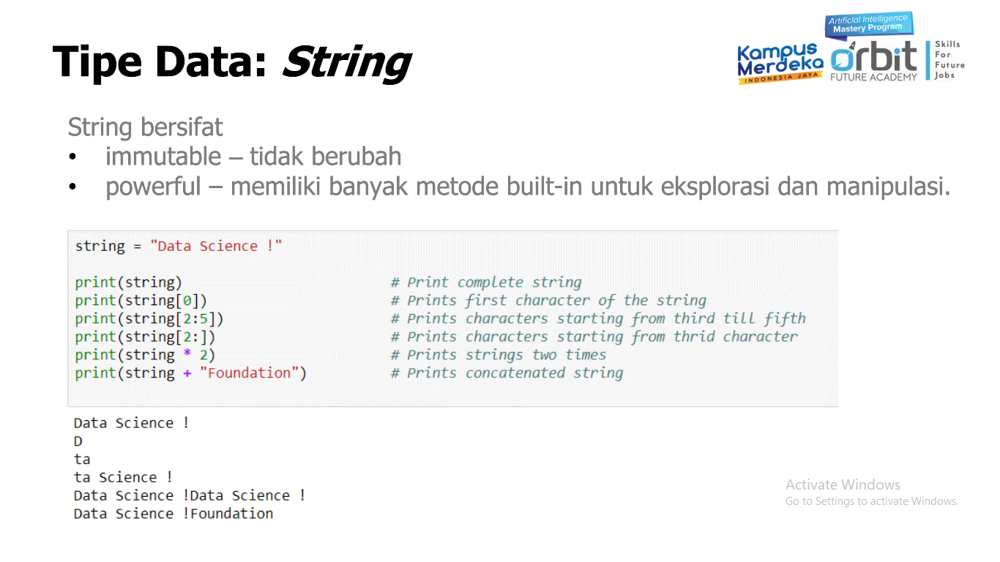 Artificial Intelligence
Mastery Program
Kampus
Merdeka
INDONESIA JAYA
orbit
FUTURE ACADEMY
Skills
For
Future
Jobs
Tipe Data: String
String bersifat
• immutable – tidak berubah
• powerful – memiliki banyak metode built-in untuk eksplorasi dan manipulasi.
string = "Data Science !"
print(string) # Print complete string
print(string[0]) # Prints first character of the string
print(string[2:5]) # Prints characters starting from third till fifth
print(string[2:]) # Prints characters starting from thrid character
print(string * 2) # Prints strings two times
print(string + "Foundation") # Prints concatenated string
Data Science !
D
ta
ta Science !
Data Science !Data Science !
Data Science !Foundation
Activate Windows
Go to Settings to activate Windows.